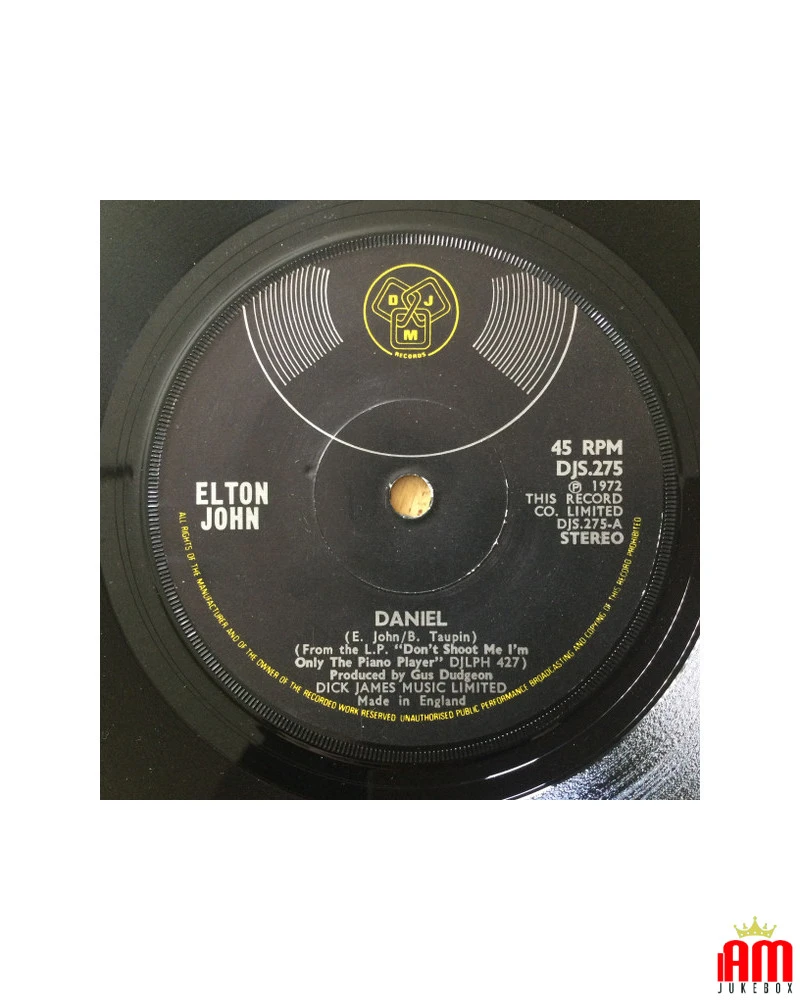 D J
M
RECORDS
45 RPM
DJS.275
℗ 1972
THIS RECORD
CO. LIMITED
DJS.275-A
STEREO
ELTON
JOHN
DANIEL
(E. John/B. Taupin)
(From the L.P. “Don't Shoot Me I'm
Only The Piano Player” DJLPH 427)
Produced by Gus Dudgeon
DICK JAMES MUSIC LIMITED
Made in England
ALL RIGHTS OF THE MANUFACTURER AND OF THE OWNER OF THE RECORDED WORK RESERVED UNAUTHORISED PUBLIC PERFORMANCE BROADCASTING AND COPYING OF THIS RECORD PROHIBITED
IAM
JUKEBOX